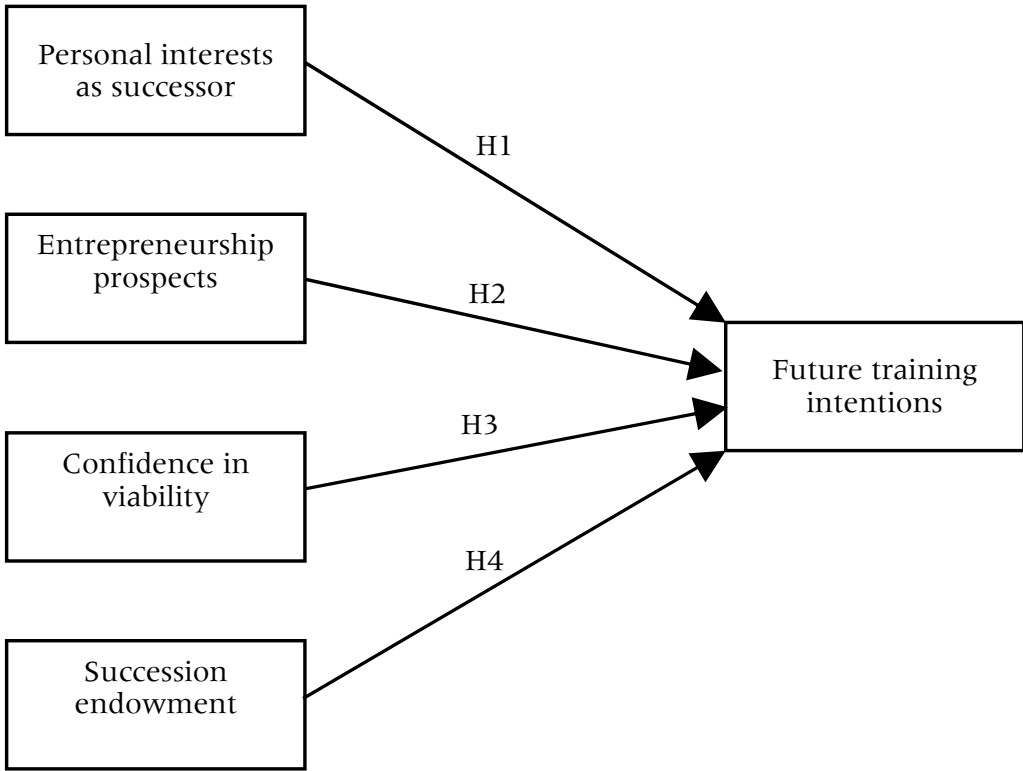 Personal interests
as successor
H1
Entrepreneurship
prospects
H2
Future training
intentions
H3
Confidence in
viability
H4
Succession
endowment